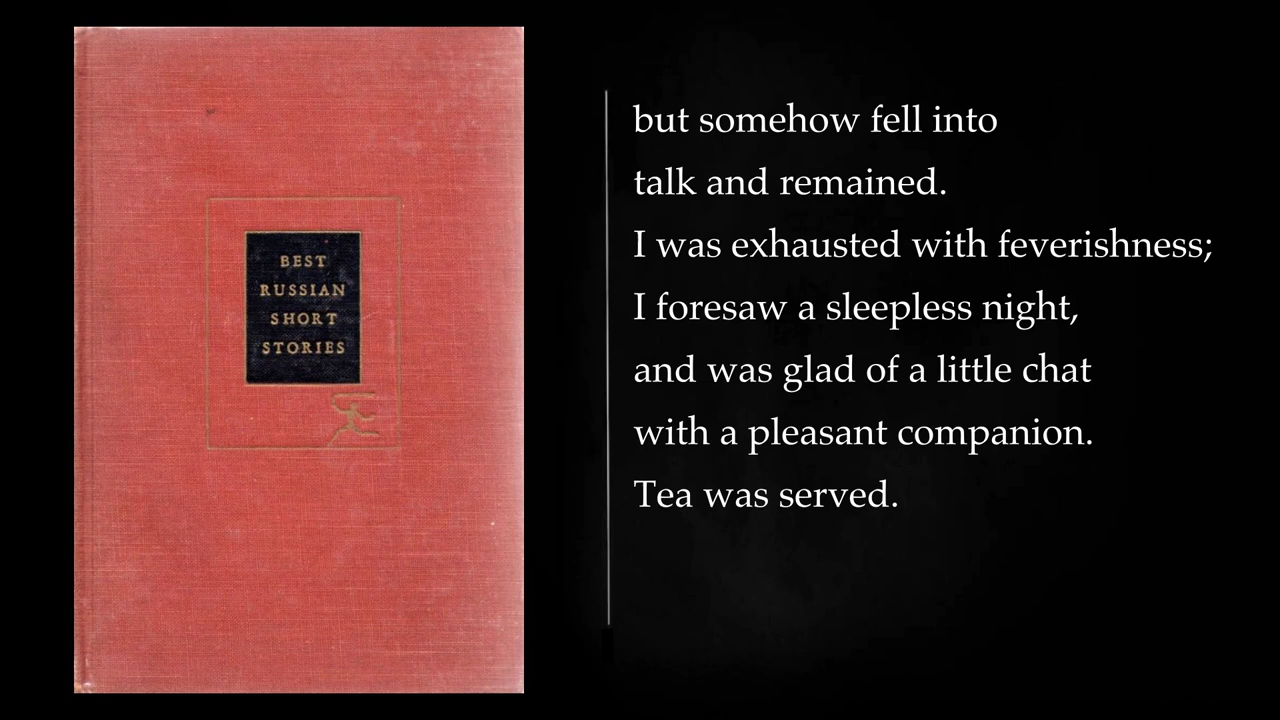 BEST
RUSSIAN
SHORT
STORIES
but somehow fell into
talk and remained.
I was exhausted with feverishness;
I foresaw a sleepless night,
and was glad of a little chat
with a pleasant companion.
Tea was served.